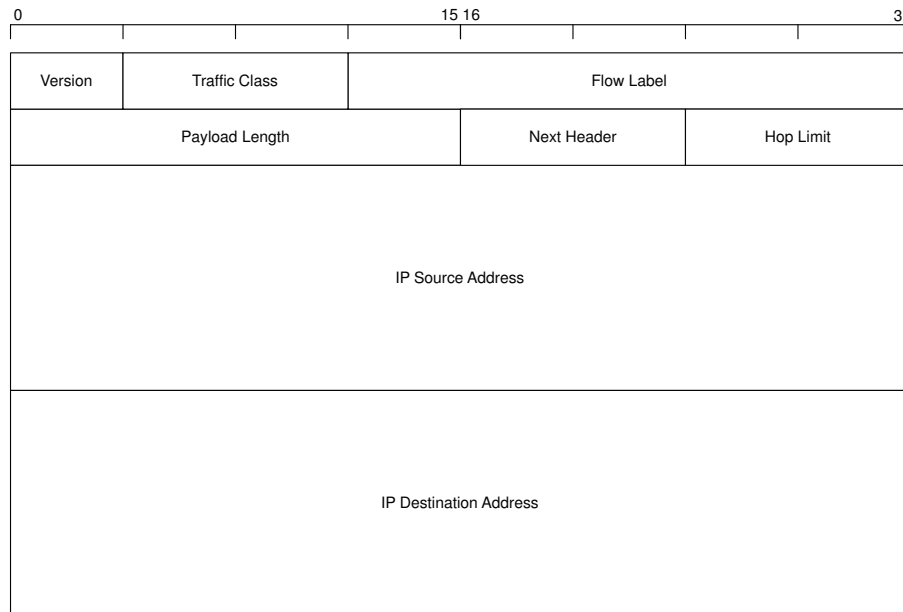 0 15 16 3
Version Traffic Class Flow Label
Payload Length Next Header Hop Limit
IP Source Address
IP Destination Address